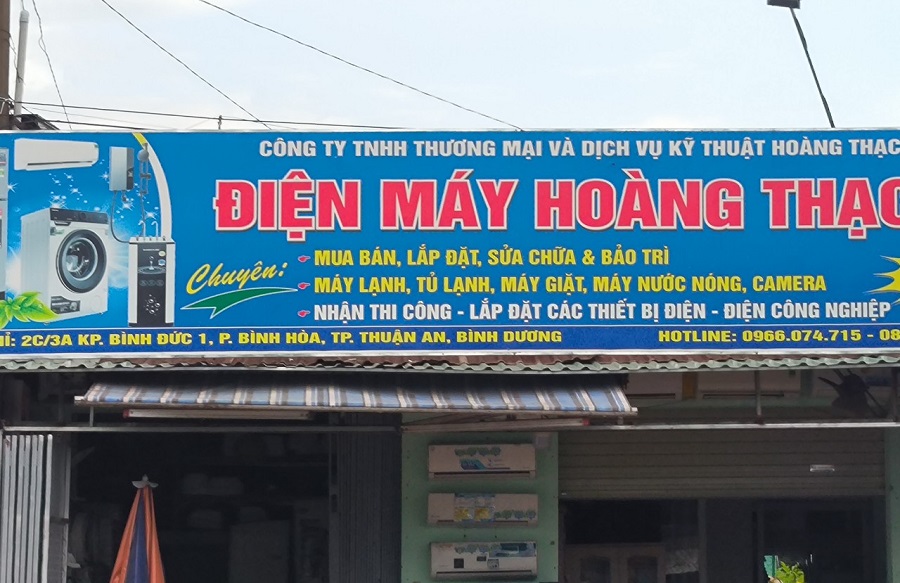 CÔNG TY TNHH THƯƠNG MẠI VÀ DỊCH VỤ KỸ THUẬT HOÀNG THẠC
ĐIỆN MÁY HOÀNG THẠC
Chuyên:
MUA BÁN, LẮP ĐẶT, SỬA CHỮA & BẢO TRÌ
MÁY LẠNH, TỦ LẠNH, MÁY GIẶT, MÁY NƯỚC NÓNG, CAMERA
NHẬN THI CÔNG - LẮP ĐẶT CÁC THIẾT BỊ ĐIỆN - ĐIỆN CÔNG NGHIỆP
Ỉ: 2C/3A KP. BÌNH ĐỨC 1, P. BÌNH HÒA, TP. THUẬN AN, BÌNH DƯƠNG HOTLINE: 0966.074.715 - 08